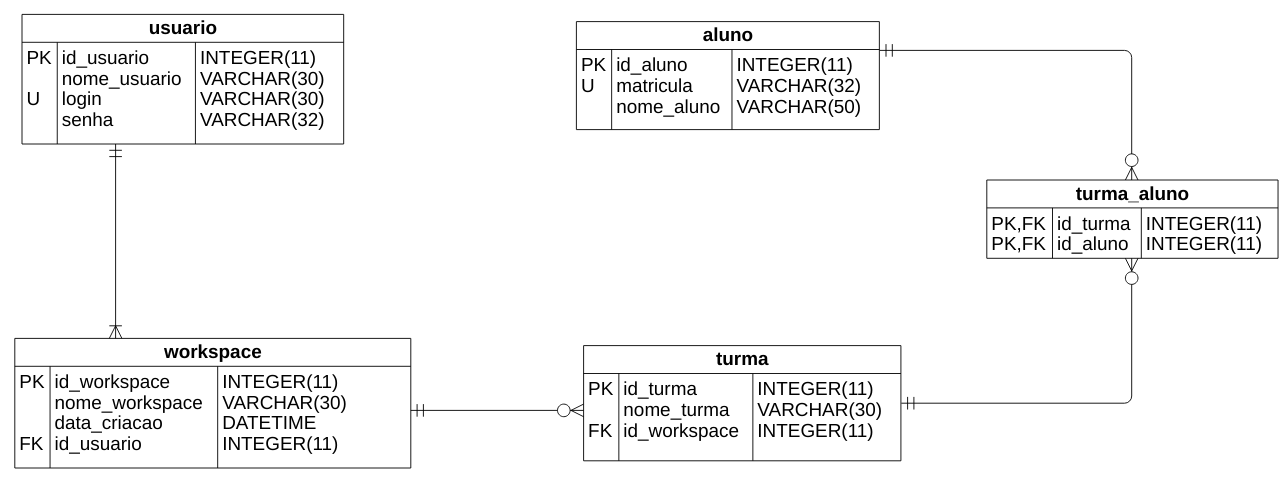 usuario
PK id_usuario INTEGER(11)
nome_usuario VARCHAR(30)
U login VARCHAR(30)
senha VARCHAR(32)
aluno
PK id_aluno INTEGER(11)
U matricula VARCHAR(32)
nome_aluno VARCHAR(50)
turma_aluno
PK,FK id_turma INTEGER(11)
PK,FK id_aluno INTEGER(11)
workspace
PK id_workspace INTEGER(11)
nome_workspace VARCHAR(30)
data_criacao DATETIME
FK id_usuario INTEGER(11)
turma
PK id_turma INTEGER(11)
nome_turma VARCHAR(30)
FK id_workspace INTEGER(11)